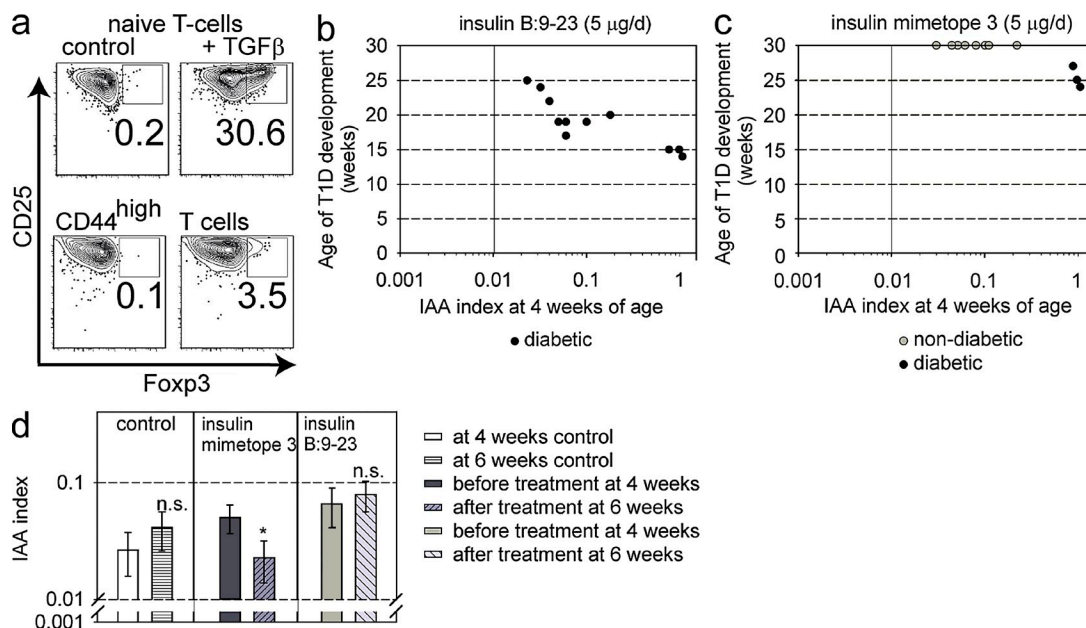 a
naive T-cells
control
+ TGFβ
0.2
30.6
CD44high
T cells
0.1
3.5
CD25
Foxp3
b
insulin B:9-23 (5 µg/d)
Age of T1D development
(weeks)
30
25
20
15
10
5
0
0.001
0.01
0.1
1
IAA index at 4 weeks of age
diabetic
c
insulin mimetope 3 (5 µg/d)
Age of T1D development
(weeks)
30
25
20
15
10
5
0
0.001
0.01
0.1
1
IAA index at 4 weeks of age
non-diabetic
diabetic
d
control
insulin
mimetope 3
insulin
B:9-23
n.s.
*
n.s.
IAA index
0.1
0.01
0.001
at 4 weeks control
at 6 weeks control
before treatment at 4 weeks
after treatment at 6 weeks
before treatment at 4 weeks
after treatment at 6 weeks